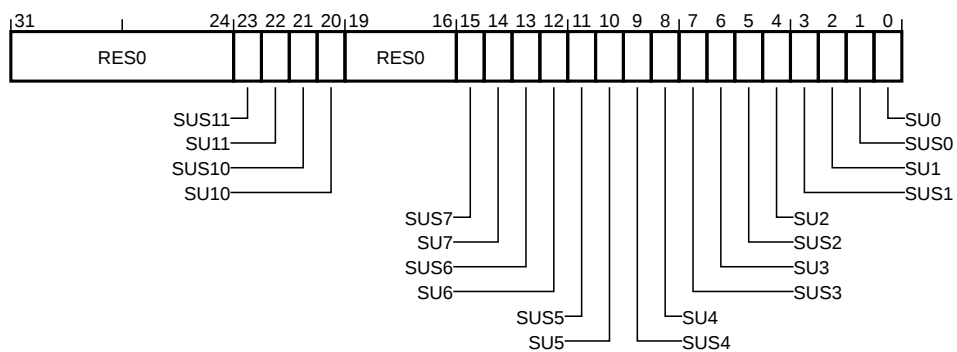 31 24 23 22 21 20 19 16 15 14 13 12 11 10 9 8 7 6 5 4 3 2 1 0
RES0 RES0
SUS11 SU0
SU11 SUS0
SUS10 SU1
SU10 SUS1
SUS7 SU2
SU7 SUS2
SUS6 SU3
SU6 SUS3
SUS5 SU4
SU5 SUS4